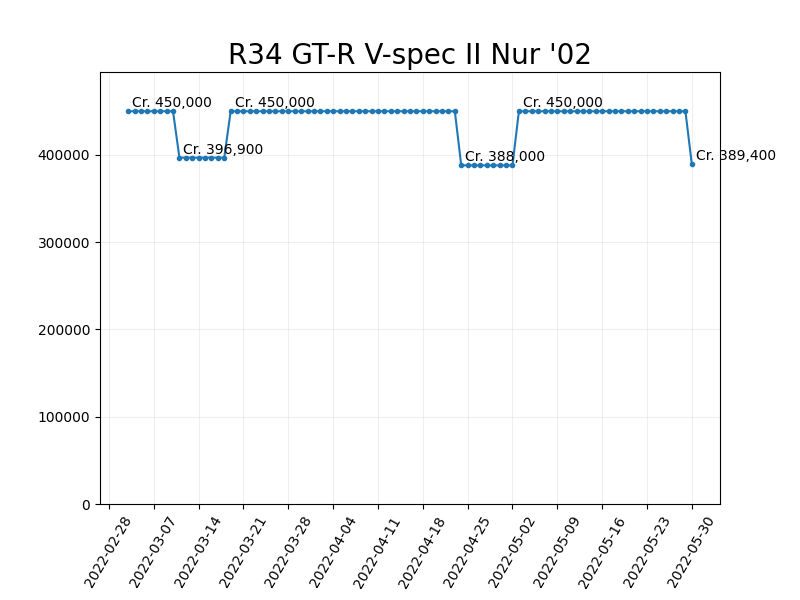 R34 GT-R V-spec II Nur '02
Cr. 450,000
Cr. 450,000
Cr. 450,000
Cr. 396,900
Cr. 388,000
Cr. 389,400
400000
300000
200000
100000
0
2022-02-28
2022-03-07
2022-03-14
2022-03-21
2022-03-28
2022-04-04
2022-04-11
2022-04-18
2022-04-25
2022-05-02
2022-05-09
2022-05-16
2022-05-23
2022-05-30